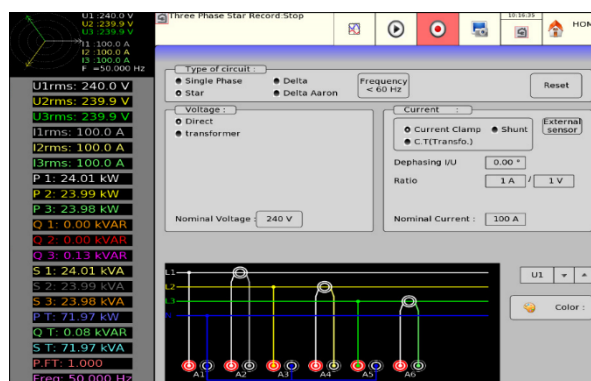 U1 :240.0 V
U2 :239.9 V
U3 :239.9 V
I1 :100.0 A
I2 :100.0 A
I3 :100.0 A
F =50.000 Hz
Three Phase Star Record:Stop
10:16:35
HOM
U1rms: 240.0 V
U2rms: 239.9 V
U3rms: 239.9 V
I1rms: 100.0 A
I2rms: 100.0 A
I3rms: 100.0 A
P 1: 24.01 kW
P 2: 23.99 kW
P 3: 23.98 kW
Q 1: 0.00 kVAR
Q 2: 0.00 kVAR
Q 3: 0.13 kVAR
S 1: 24.01 kVA
S 2: 23.99 kVA
S 3: 23.98 kVA
P T: 71.97 kW
Q T: 0.08 kVAR
S T: 71.97 kVA
P.FT: 1.000
Freq: 50.000 Hz
Type of circuit :
Single Phase
Delta
Star
Delta Aaron
Frequency
< 60 Hz
Reset
Voltage :
Direct
transformer
Nominal Voltage :
240 V
Current :
Current Clamp
Shunt
C.T(Transfo.)
External
sensor
Dephasing I/U
0.00 °
Ratio
1 A / 1 V
Nominal Current :
100 A
L1
L2
L3
N
A1 A2 A3 A4 A5 A6
U1
Color :